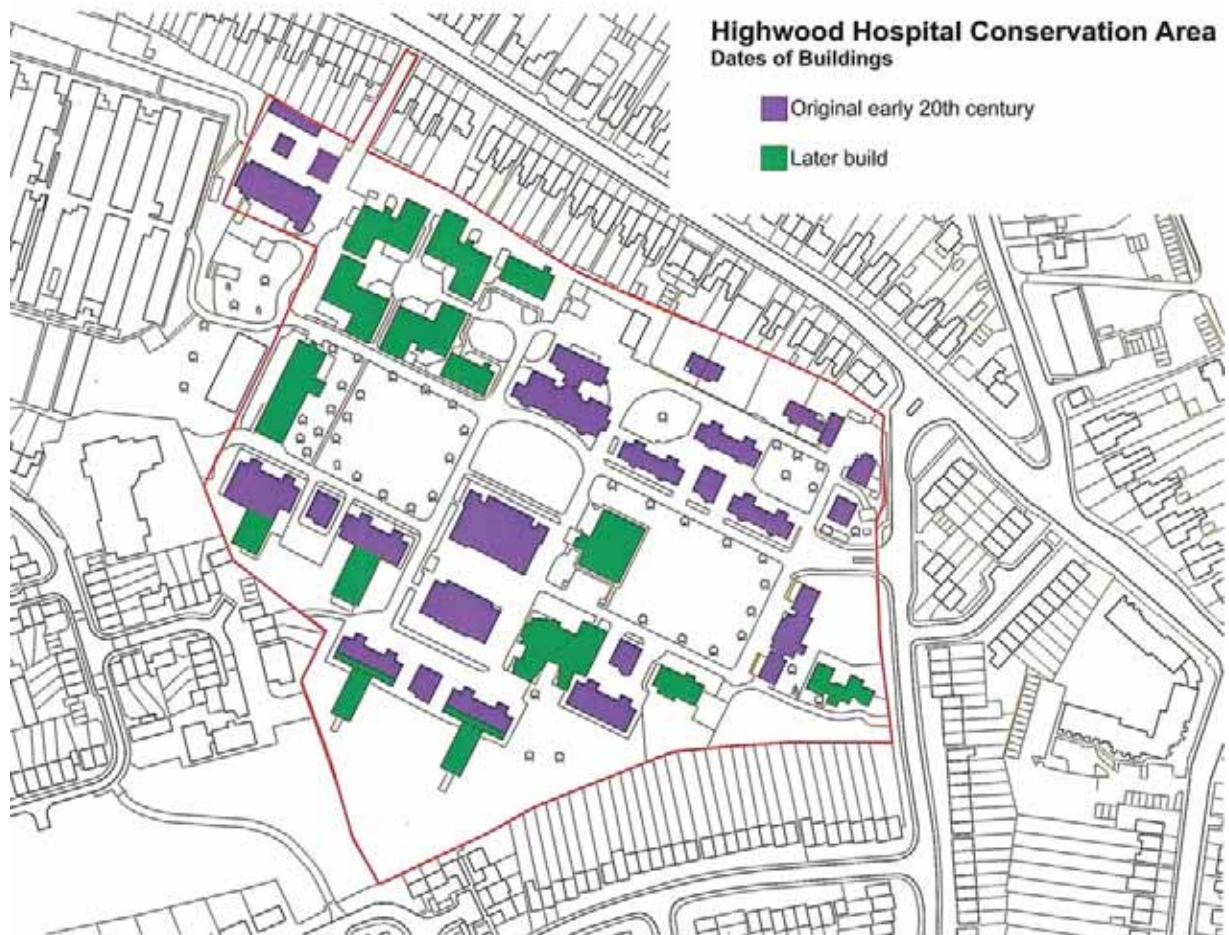 Highwood Hospital Conservation Area
Dates of Buildings
Original early 20th century
Later build